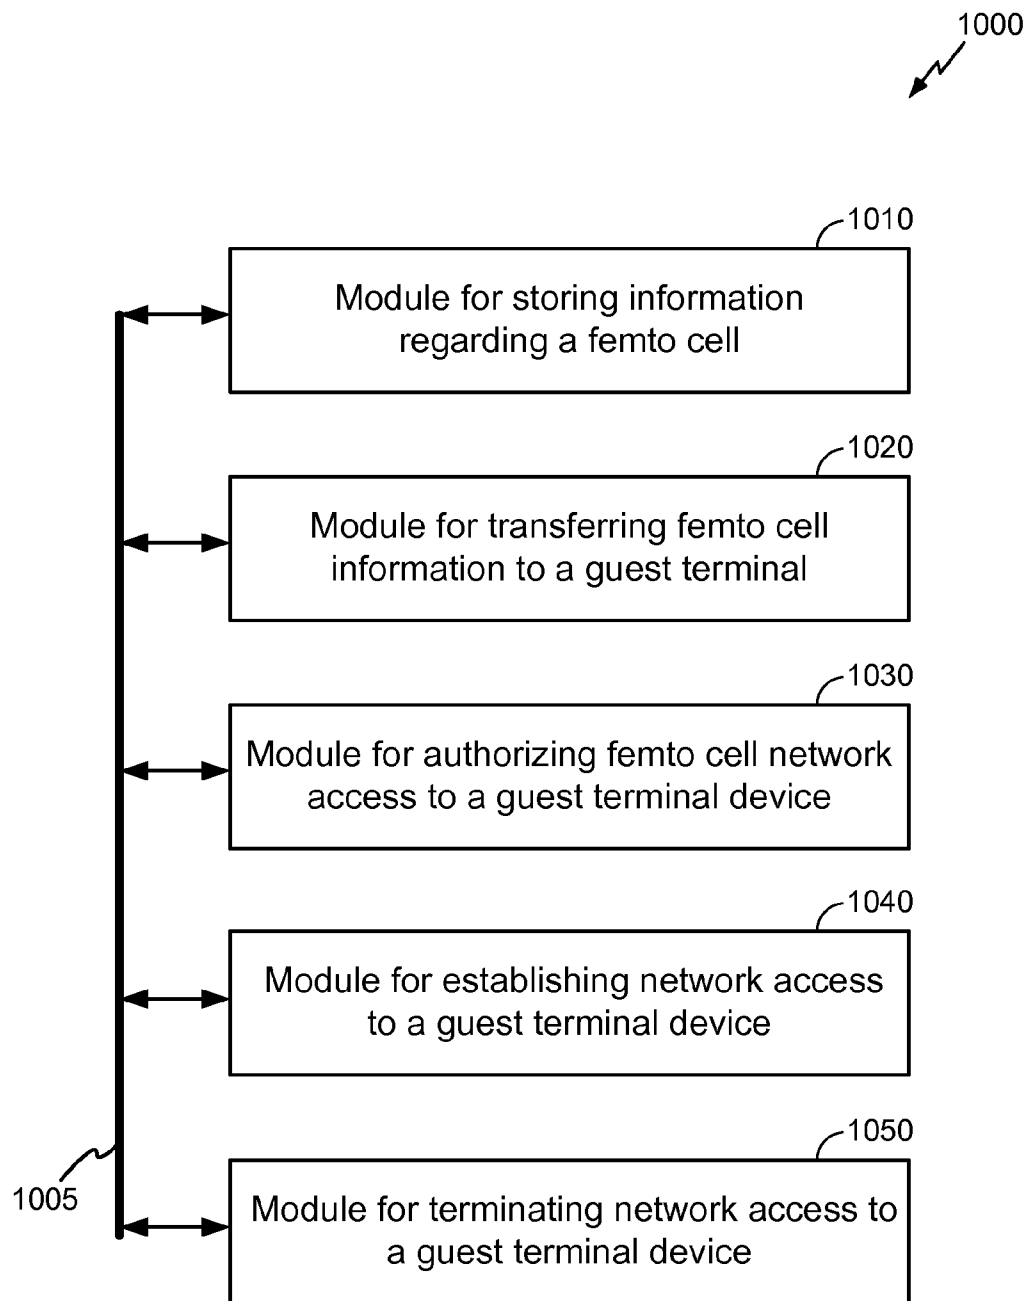 1000
1010
Module for storing information
regarding a femto cell
1020
Module for transferring femto cell
information to a guest terminal
1030
Module for authorizing femto cell network
access to a guest terminal device
1040
Module for establishing network access
to a guest terminal device
1050
1005
Module for terminating network access to
a guest terminal device